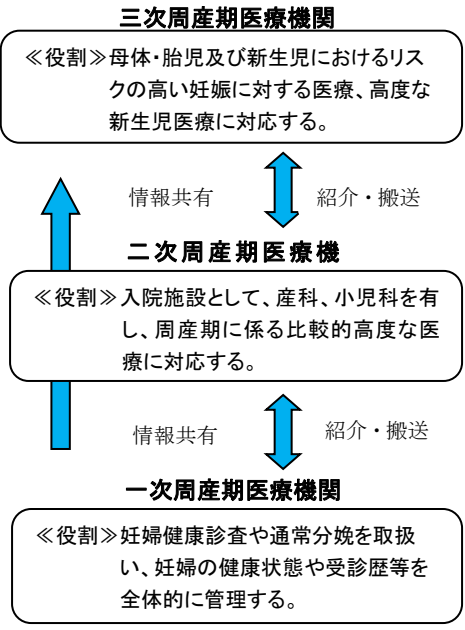 三次周産期医療機関
≪役割≫母体・胎児及び新生児におけるリス
クの高い妊娠に対する医療、高度な
新生児医療に対応する。
情報共有 紹介・搬送
二次周産期医療機
≪役割≫入院施設として、産科、小児科を有
し、周産期に係る比較的高度な医
療に対応する。
情報共有 紹介・搬送
一次周産期医療機関
≪役割≫妊婦健康診査や通常分娩を取扱
い、妊婦の健康状態や受診歴等を
全体的に管理する。